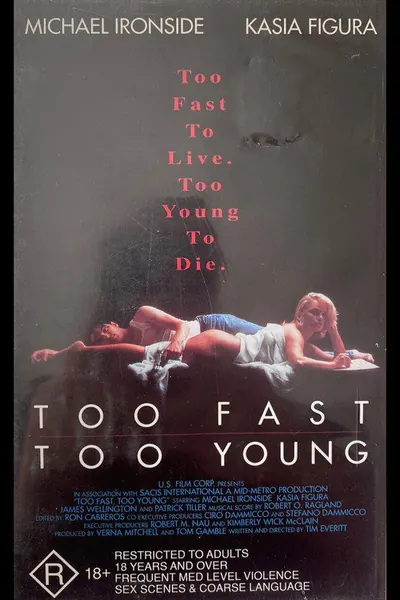 MICHAEL IRONSIDE KASIA FIGURA
Too
Fast
To
Live.
Too
Young
To
Die.
TOO FAST
TOO YOUNG
U.S. FILM CORP. PRESENTS
IN ASSOCIATION WITH SACIS INTERNATIONAL A MID-METRO PRODUCTION
"TOO FAST, TOO YOUNG" STARRING MICHAEL IRONSIDE KASIA FIGURA
JAMES WELLINGTON AND PATRICK TILLER MUSICAL SCORE BY ROBERT O. RAGLAND
EDITED BY RON CABREROS CO-EXECUTIVE PRODUCERS CIRO DAMMICCO AND STEFANO DAMMICCO
EXECUTIVE PRODUCERS ROBERT M. NAU AND KIMBERLY WICK McCLAIN
PRODUCED BY VERNA MITCHELL AND TOM GAMBLE WRITTEN AND DIRECTED BY TIM EVERITT
R 18+
RESTRICTED TO ADULTS
18 YEARS AND OVER
FREQUENT MED LEVEL VIOLENCE
SEX SCENES & COARSE LANGUAGE